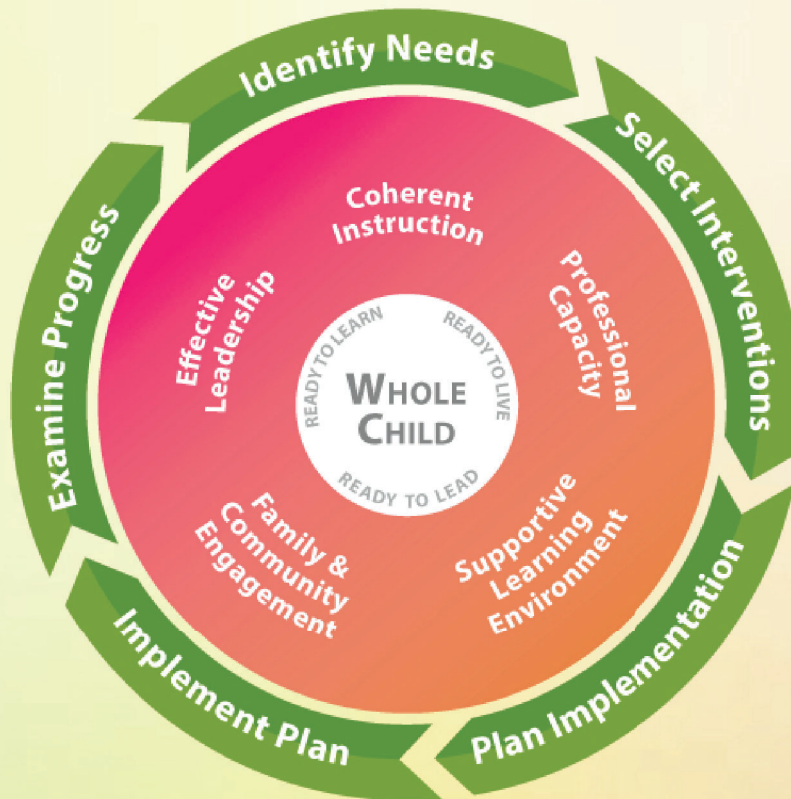 Identify Needs
Select Interventions
Plan Implementation
Implement Plan
Examine Progress
Coherent
Instruction
Professional
Capacity
Supportive
Learning
Environment
Family &
Community
Engagement
Effective
Leadership
READY TO LEARN
READY TO LIVE
READY TO LEAD
WHOLE
CHILD